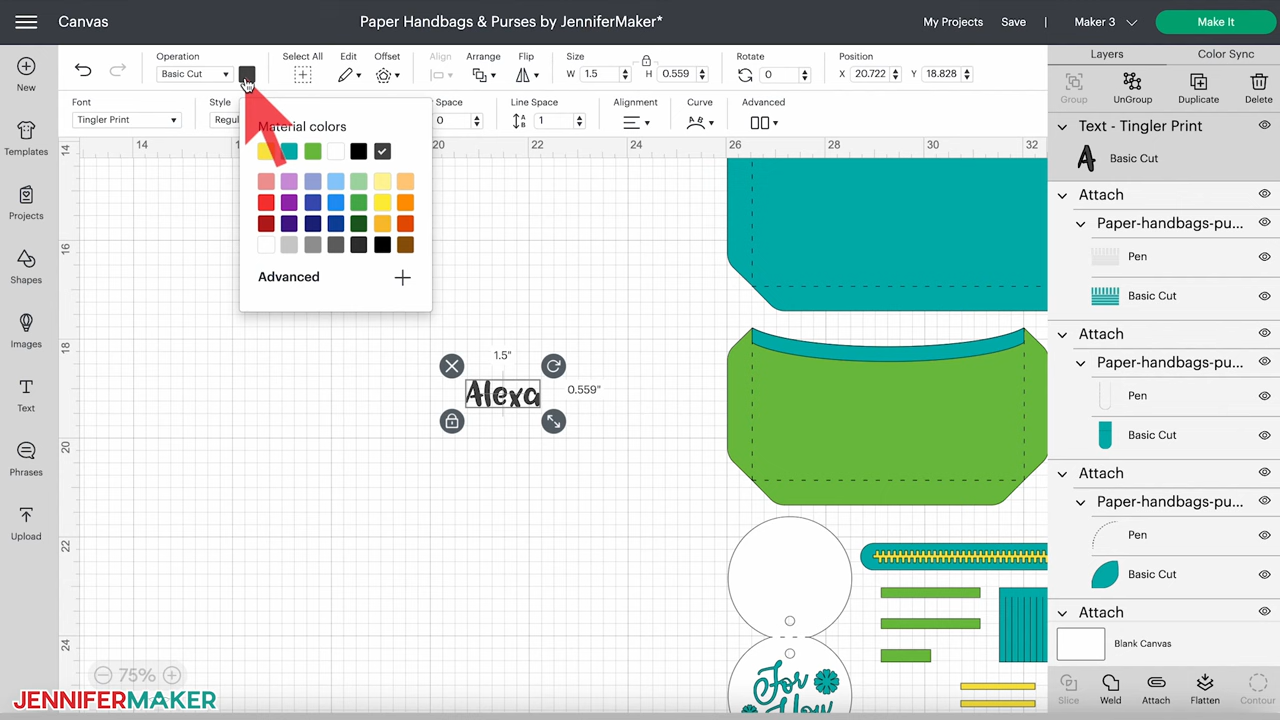 Canvas
Paper Handbags & Purses by JenniferMaker*
My Projects Save | Maker 3 Make It
New
Templates
Projects
Shapes
Images
Text
Phrases
Upload
Operation
Basic Cut
Select All
Edit
Offset
Align
Arrange
Flip
Size
W 1.5
H 0.559
Rotate
0
Position
X 20.722
Y 18.828
Font
Tingler Print
Style
Regul
Space
0
Line Space
1
Alignment
Curve
Advanced
Material colors
Advanced
14 20 22 24 26 28 30 32
14
16
18
20
22
24
1.5"
0.559"
Alexa
For
You
75%
JENNIFERMAKER
Layers
Color Sync
Group
UnGroup
Duplicate
Delete
Text - Tingler Print
A Basic Cut
Attach
Paper-handbags-pu...
Pen
Basic Cut
Attach
Paper-handbags-pu...
Pen
Basic Cut
Attach
Paper-handbags-pu...
Pen
Basic Cut
Attach
Blank Canvas
Slice
Weld
Attach
Flatten
Contour